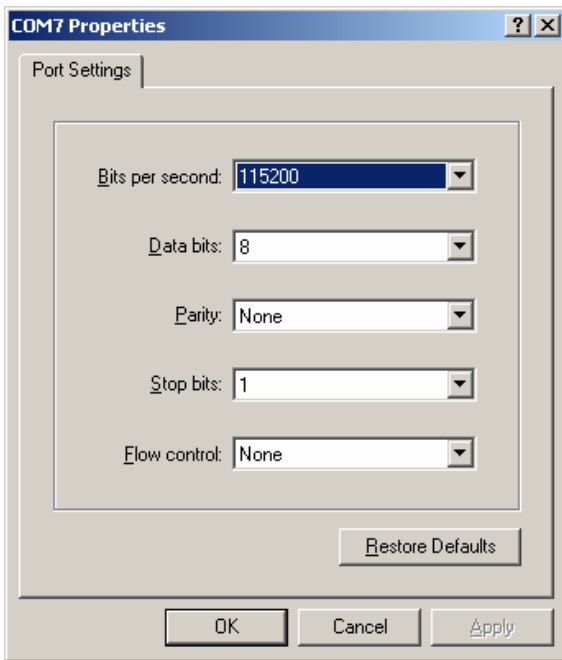 COM7 Properties
Port Settings
Bits per second: 115200
Data bits: 8
Parity: None
Stop bits: 1
Flow control: None
Restore Defaults
OK Cancel Apply